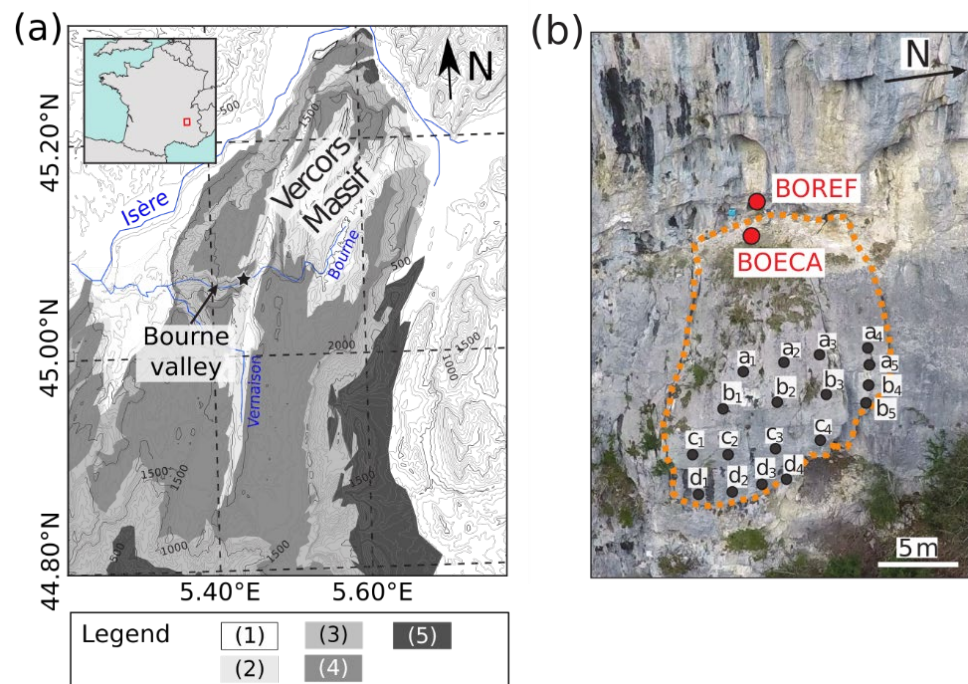 (a)
N
500
1500
45.20°N
Vercors
Massif
Isère
Bourne
500
Bourne
valley
45.00°N
2000
1500
1000
Vernaison
1500
1500
1000
500
1500
44.80°N
5.40°E
5.60°E
Legend
(1)
(3)
(5)
(2)
(4)
(b)
N
BOREF
BOECA
a1
a2
a3
a4
a5
b1
b2
b3
b4
b5
c1
c2
c3
c4
d1
d2
d3
d4
5 m